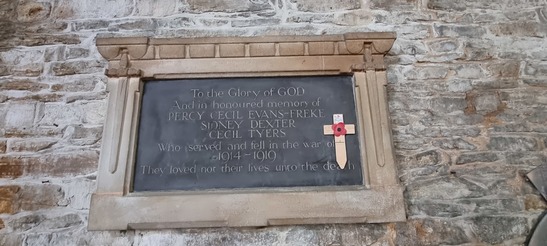 To the Glory of GOD
And in honoured memory of
PERCY CECIL EVANS-FREKE
SIDNEY DEXTER
CECIL TYERS
Who served and fell in the war of
1914-1919
They loved not their lives unto the death